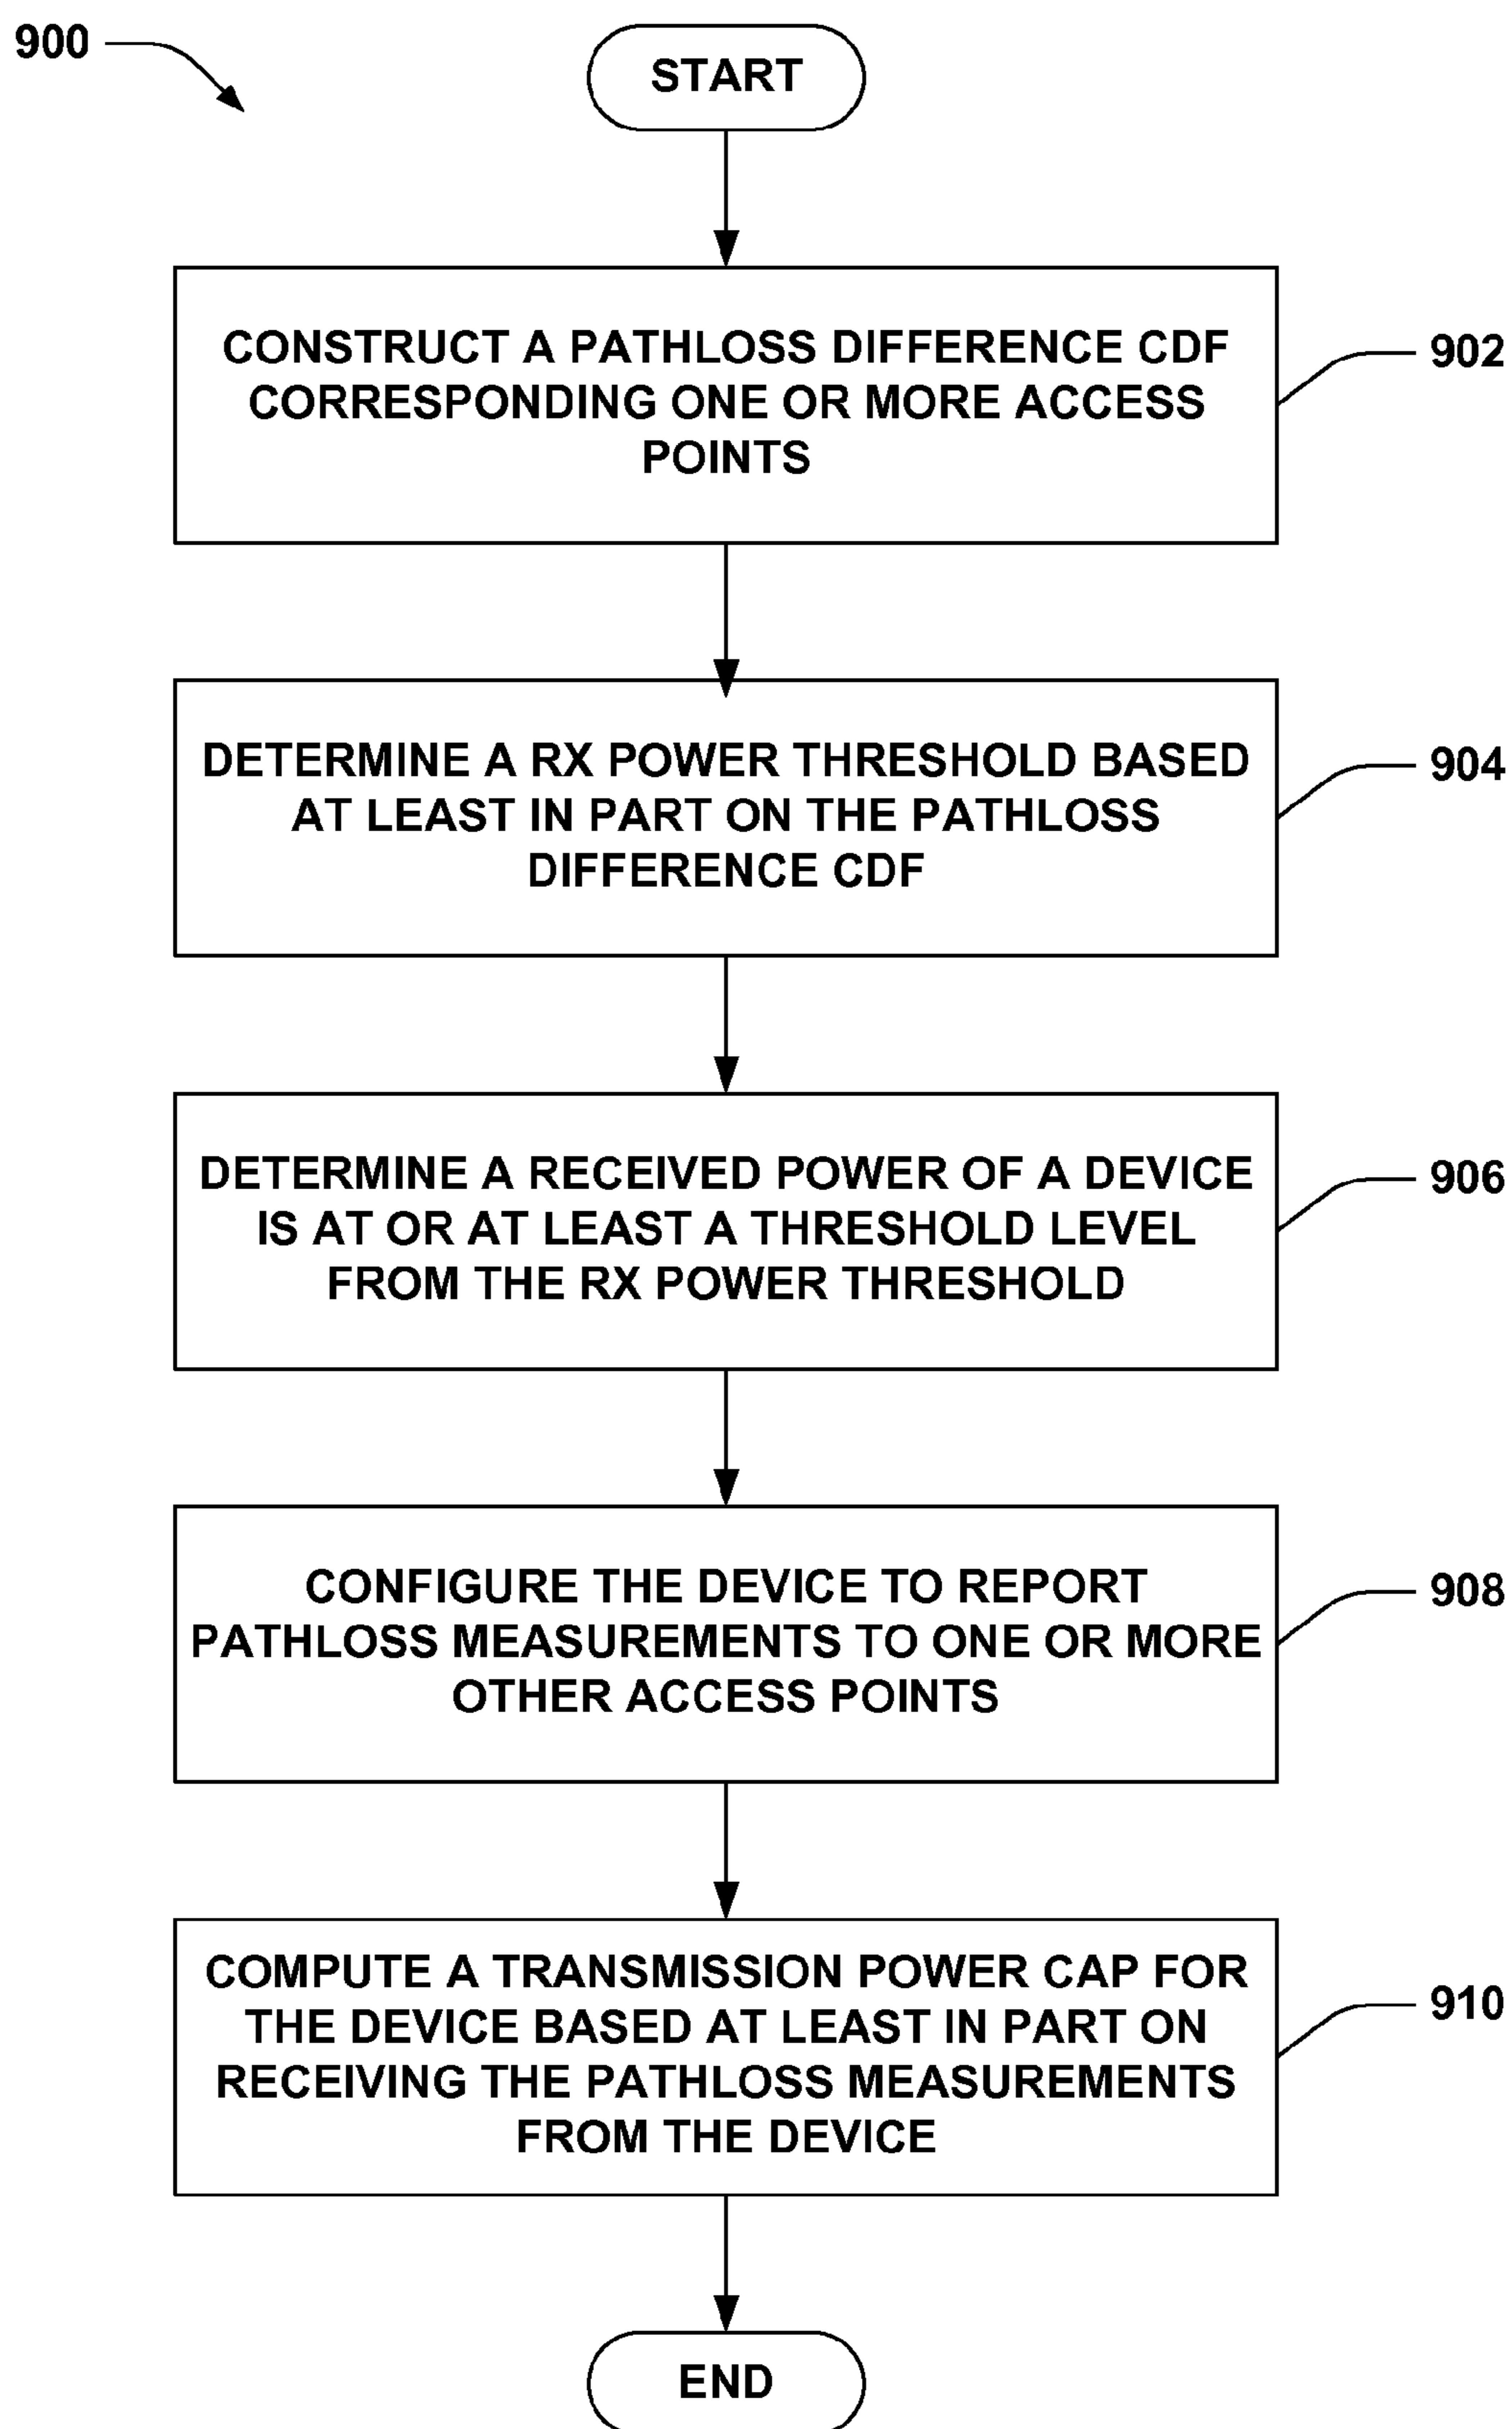 900
START
CONSTRUCT A PATHLOSS DIFFERENCE CDF
CORRESPONDING ONE OR MORE ACCESS
POINTS
902
DETERMINE A RX POWER THRESHOLD BASED
AT LEAST IN PART ON THE PATHLOSS
DIFFERENCE CDF
904
DETERMINE A RECEIVED POWER OF A DEVICE
IS AT OR AT LEAST A THRESHOLD LEVEL
FROM THE RX POWER THRESHOLD
906
CONFIGURE THE DEVICE TO REPORT
PATHLOSS MEASUREMENTS TO ONE OR MORE
OTHER ACCESS POINTS
908
COMPUTE A TRANSMISSION POWER CAP FOR
THE DEVICE BASED AT LEAST IN PART ON
RECEIVING THE PATHLOSS MEASUREMENTS
FROM THE DEVICE
910
END